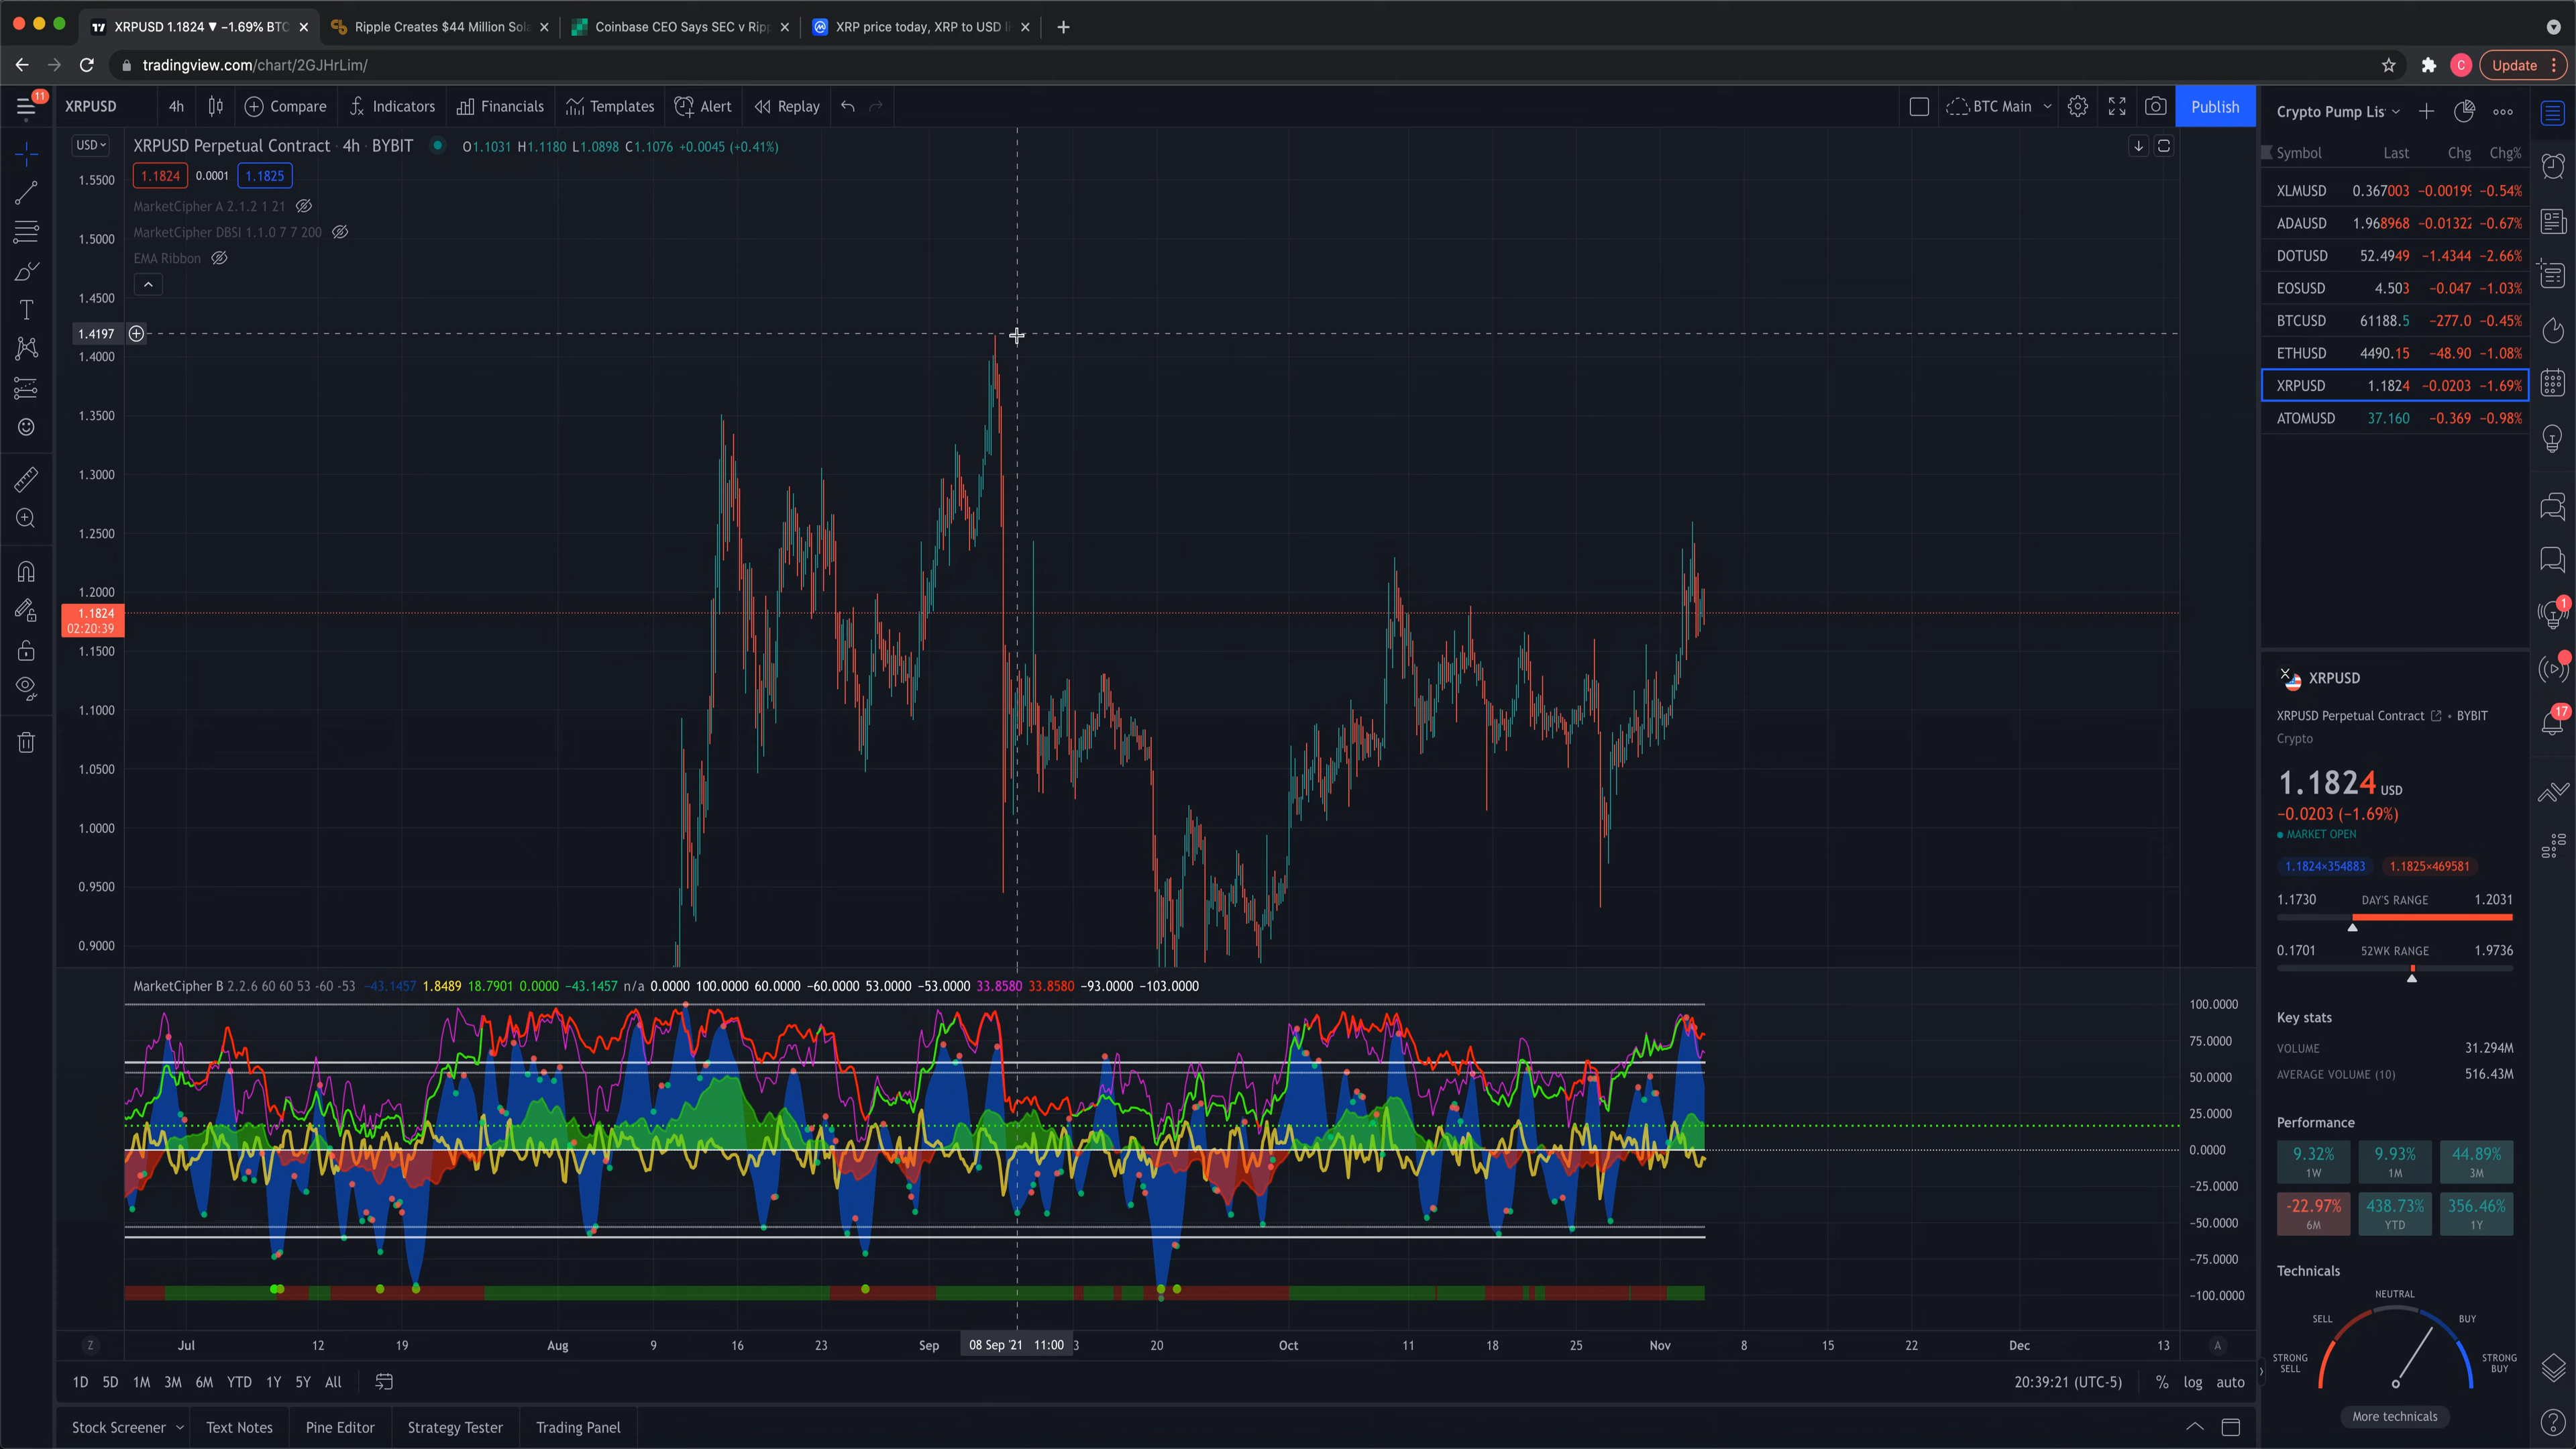 XRPUSD 1.1824 ▼ −1.69% BTC
Ripple Creates $44 Million Sola
Coinbase CEO Says SEC v Ripp
XRP price today, XRP to USD li
tradingview.com/chart/2GJHrLim/
C
Update
11
XRPUSD 4h Compare Indicators Financials Templates Alert Replay
BTC Main
Publish
USD
XRPUSD Perpetual Contract · 4h · BYBIT O1.1031 H1.1180 L1.0898 C1.1076 +0.0045 (+0.41%)
1.1824 0.0001 1.1825
MarketCipher A 2.1.2 1 21
MarketCipher DBSI 1.1.0 7 7 200
EMA Ribbon
1.5500
1.5000
1.4500
1.4197
1.4000
1.3500
1.3000
1.2500
1.2000
1.1824
02:20:39
1.1500
1.1000
1.0500
1.0000
0.9500
0.9000
MarketCipher B 2.2.6 60 60 53 -60 -53 −43.1457 1.8489 18.7901 0.0000 −43.1457 n/a 0.0000 100.0000 60.0000 −60.0000 53.0000 −53.0000 33.8580 33.8580 −93.0000 −103.0000
100.0000
75.0000
50.0000
25.0000
0.0000
−25.0000
−50.0000
−75.0000
−100.0000
Z Jul 12 19 Aug 9 16 23 Sep 08 Sep '21 11:00 3 20 Oct 11 18 25 Nov 8 15 22 Dec 13 A
1D 5D 1M 3M 6M YTD 1Y 5Y All
20:39:21 (UTC-5) % log auto
Stock Screener Text Notes Pine Editor Strategy Tester Trading Panel
Crypto Pump Lis
Symbol Last Chg Chg%
XLMUSD 0.367003 −0.00199 −0.54%
ADAUSD 1.968968 −0.01322 −0.67%
DOTUSD 52.4949 −1.4344 −2.66%
EOSUSD 4.503 −0.047 −1.03%
BTCUSD 61188.5 −277.0 −0.45%
ETHUSD 4490.15 −48.90 −1.08%
XRPUSD 1.1824 −0.0203 −1.69%
ATOMUSD 37.160 −0.369 −0.98%
XRPUSD
XRPUSD Perpetual Contract • BYBIT
Crypto
1.1824 USD
−0.0203 (−1.69%)
MARKET OPEN
1.1824×354883 1.1825×469581
1.1730 DAY'S RANGE 1.2031
0.1701 52WK RANGE 1.9736
Key stats
VOLUME 31.294M
AVERAGE VOLUME (10) 516.43M
Performance
9.32% 9.93% 44.89%
1W 1M 3M
-22.97% 438.73% 356.46%
6M YTD 1Y
Technicals
NEUTRAL
SELL BUY
STRONG SELL STRONG BUY
More technicals
1
17